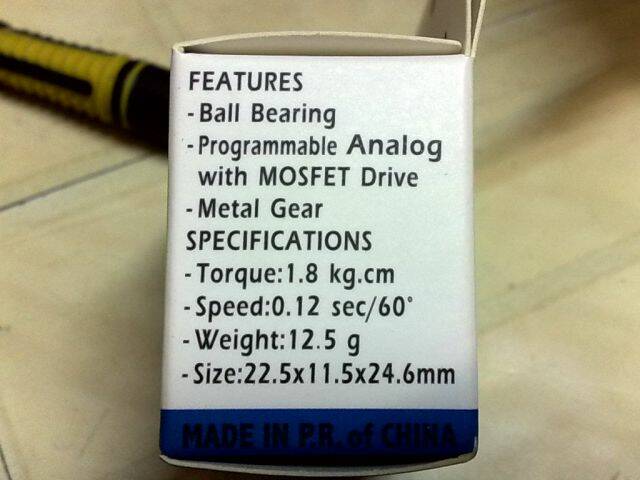 FEATURES
- Ball Bearing
- Programmable Analog
with MOSFET Drive
- Metal Gear
SPECIFICATIONS
- Torque:1.8 kg.cm
- Speed:0.12 sec/60°
- Weight:12.5 g
- Size:22.5x11.5x24.6mm
MADE IN P.R. of CHINA